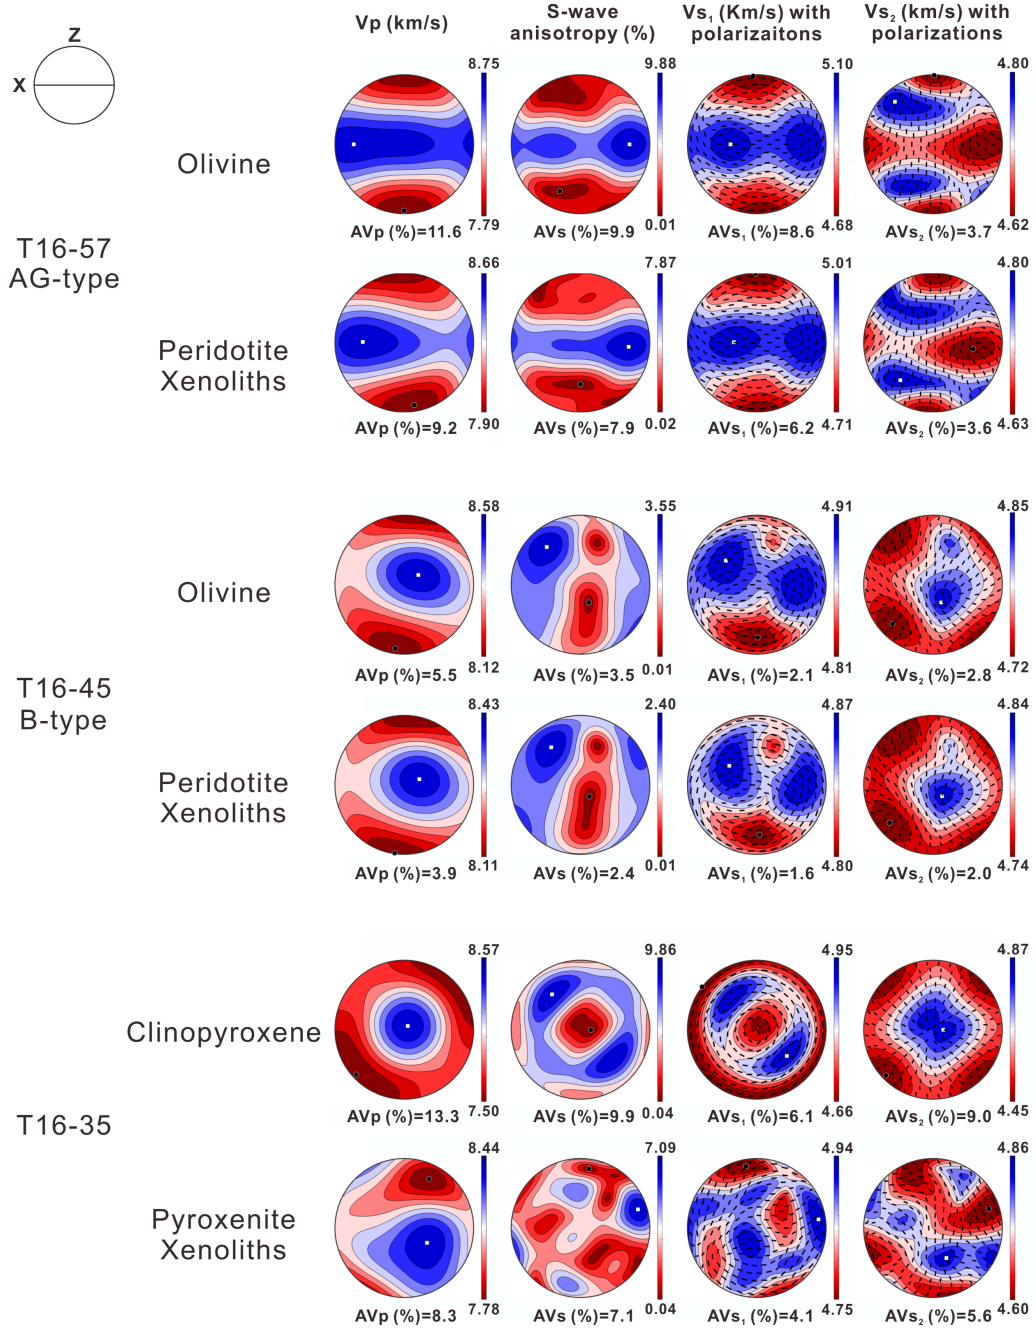 Vp (km/s)
S-wave
anisotropy (%)
Vs₁ (Km/s) with
polarizaitons
Vs₂ (km/s) with
polarizations
Z
X
8.75
9.88
5.10
4.80
Olivine
7.79
0.01
4.68
4.62
AVp (%)=11.6
AVs (%)=9.9
AVs₁ (%)=8.6
AVs₂ (%)=3.7
T16-57
AG-type
8.66
7.87
5.01
4.80
Peridotite
Xenoliths
7.90
0.02
4.71
4.63
AVp (%)=9.2
AVs (%)=7.9
AVs₁ (%)=6.2
AVs₂ (%)=3.6
8.58
3.55
4.91
4.85
Olivine
8.12
0.01
4.81
4.72
AVp (%)=5.5
AVs (%)=3.5
AVs₁ (%)=2.1
AVs₂ (%)=2.8
T16-45
B-type
8.43
2.40
4.87
4.84
Peridotite
Xenoliths
8.11
0.01
4.80
4.74
AVp (%)=3.9
AVs (%)=2.4
AVs₁ (%)=1.6
AVs₂ (%)=2.0
8.57
9.86
4.95
4.87
Clinopyroxene
7.50
0.04
4.66
4.45
AVp (%)=13.3
AVs (%)=9.9
AVs₁ (%)=6.1
AVs₂ (%)=9.0
T16-35
8.44
7.09
4.94
4.86
Pyroxenite
Xenoliths
7.78
0.04
4.75
4.60
AVp (%)=8.3
AVs (%)=7.1
AVs₁ (%)=4.1
AVs₂ (%)=5.6